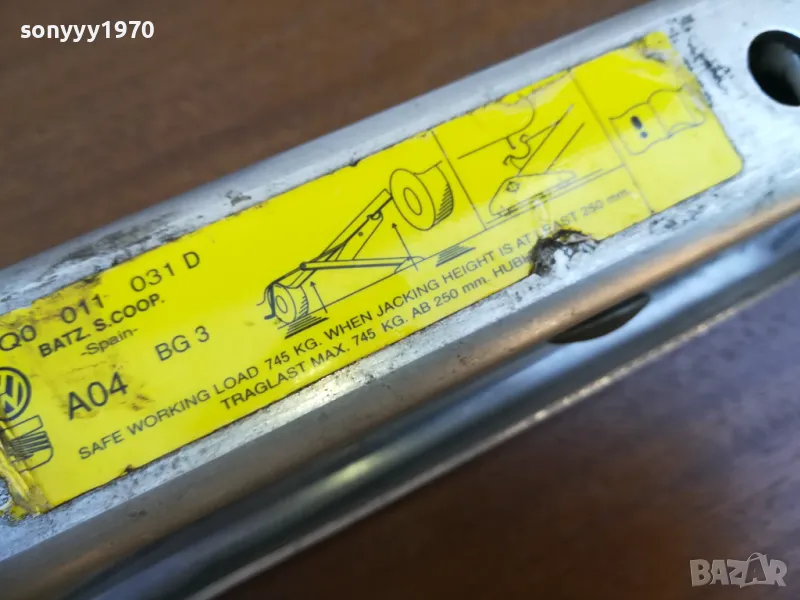 sonyyy1970
Q0 011 031 D
BATZ. S.COOP.
-Spain-
A04 BG 3
SAFE WORKING LOAD 745 KG. WHEN JACKING HEIGHT IS AT LEAST 250 mm.
TRAGLAST MAX. 745 KG. AB 250 mm.
BAZAR